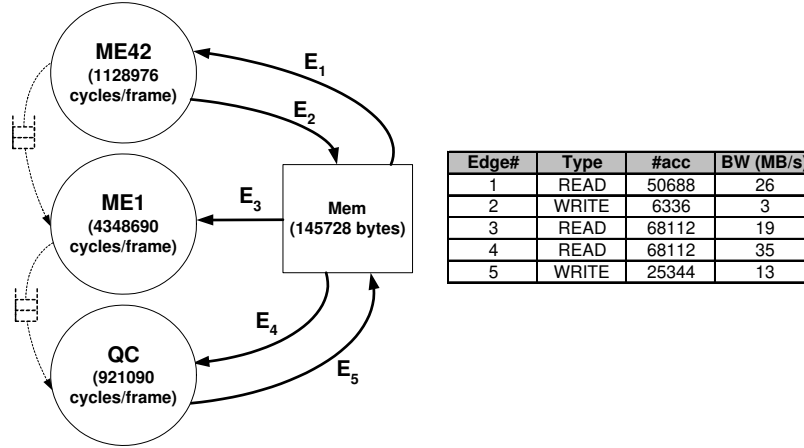 ME42
(1128976
cycles/frame)
E1
E2
ME1
(4348690
cycles/frame)
E3
Mem
(145728 bytes)
QC
(921090
cycles/frame)
E4
E5
Edge# Type #acc BW (MB/s)
1 READ 50688 26
2 WRITE 6336 3
3 READ 68112 19
4 READ 68112 35
5 WRITE 25344 13